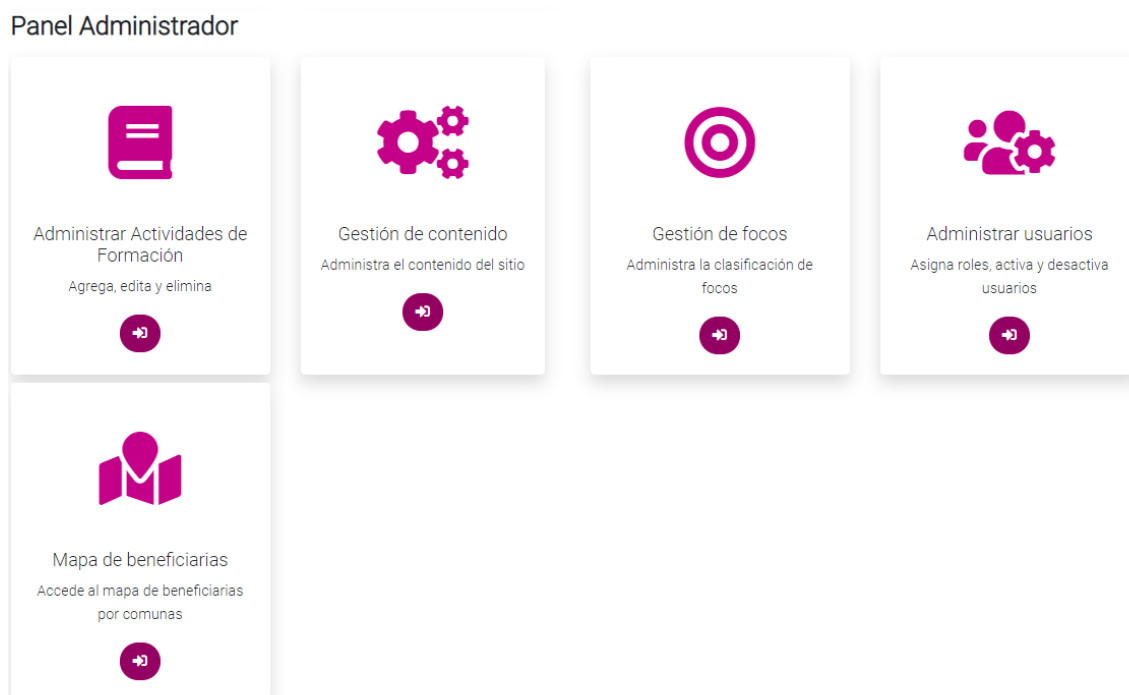 Panel Administrador
Administrar Actividades de
Formación
Agrega, edita y elimina
Gestión de contenido
Administra el contenido del sitio
Gestión de focos
Administra la clasificación de
focos
Administrar usuarios
Asigna roles, activa y desactiva
usuarios
Mapa de beneficiarias
Accede al mapa de beneficiarias
por comunas